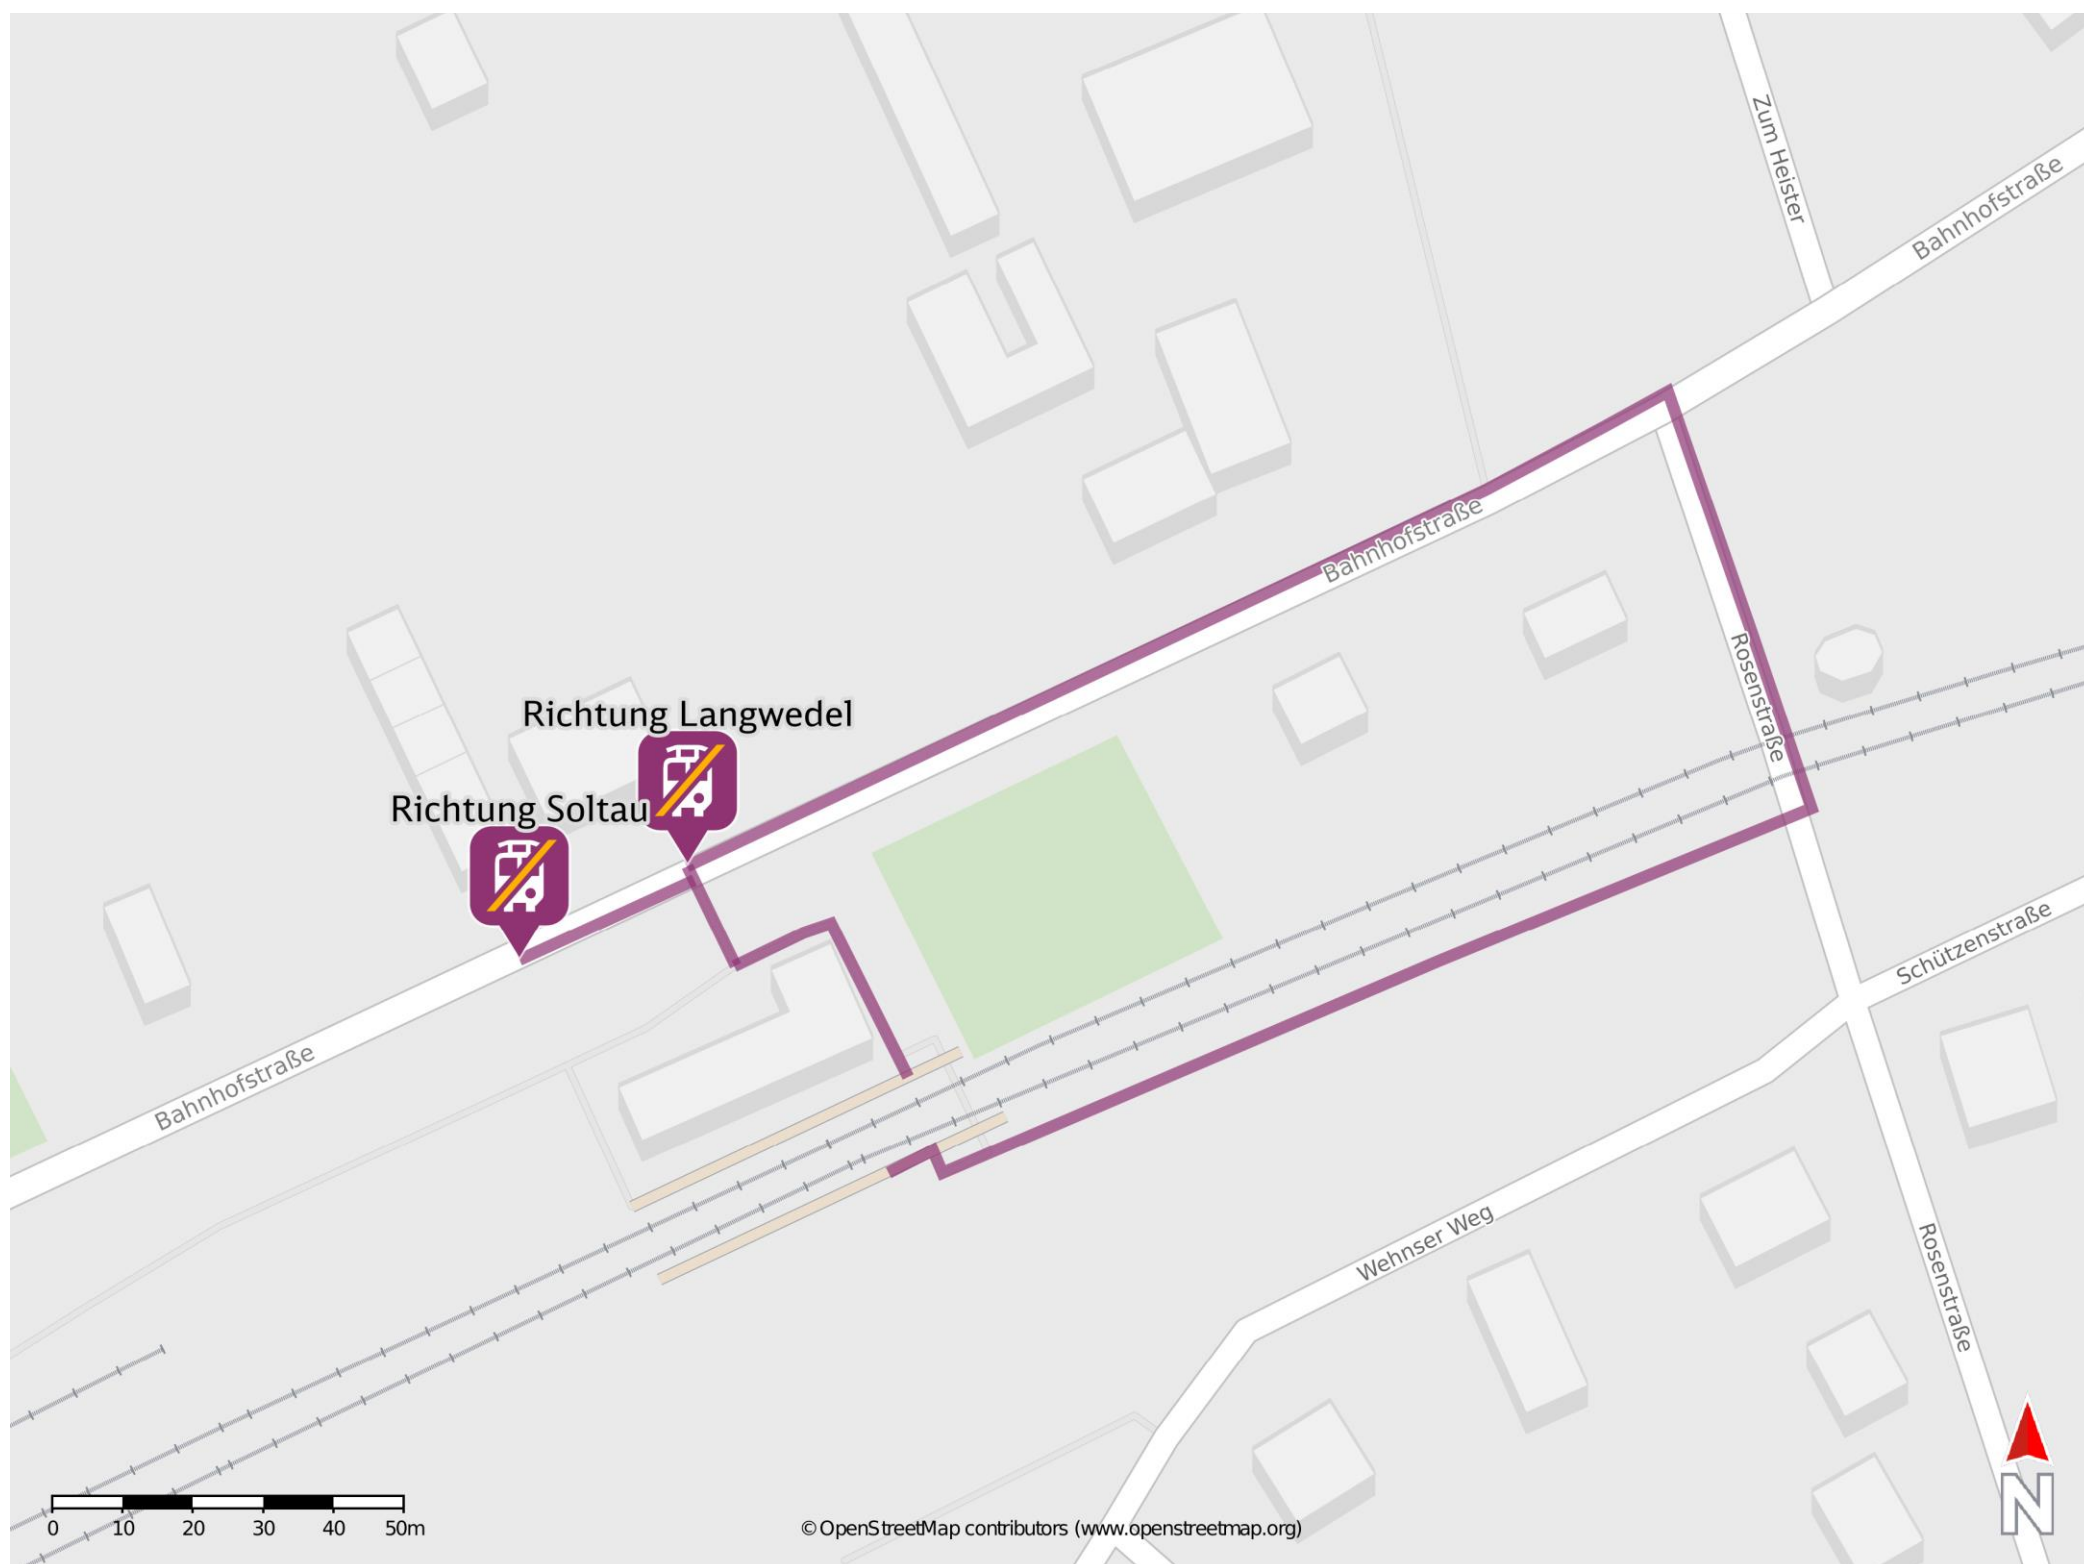 Zum Heister
Bahnhofstraße
Bahnhofstraße
Rosenstraße
Richtung Langwedel
Richtung Soltau
Schützenstraße
Bahnhofstraße
Wehnser Weg
Rosenstraße
0 10 20 30 40 50m
© OpenStreetMap contributors (www.openstreetmap.org)
N